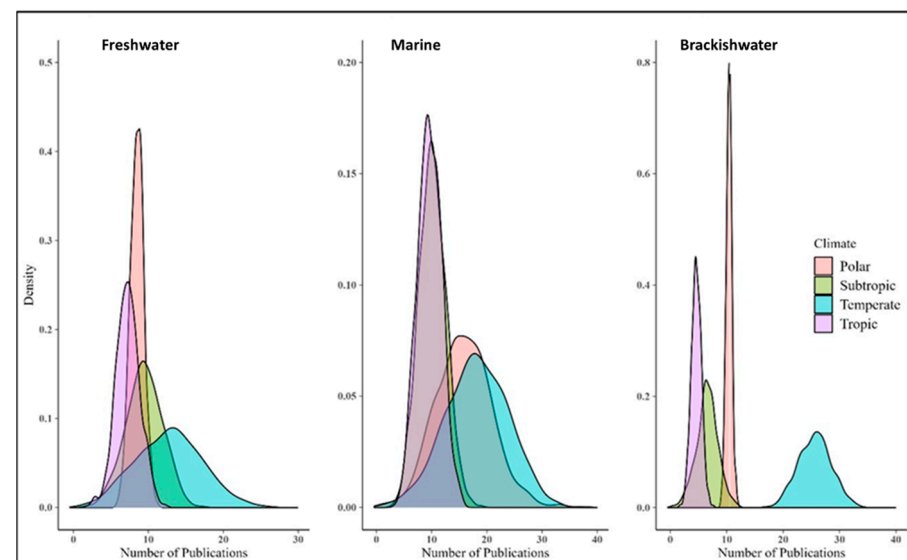 Freshwater
Marine
Brackishwater
0.5
0.4
0.3
0.2
0.1
0.0
Density
0
10
20
30
Number of Publications
0.20
0.15
0.10
0.05
0.00
0
10
20
30
40
Number of Publications
0.8
0.6
0.4
0.2
0.0
0
10
20
30
40
Number of Publications
Climate
Polar
Subtropic
Temperate
Tropic